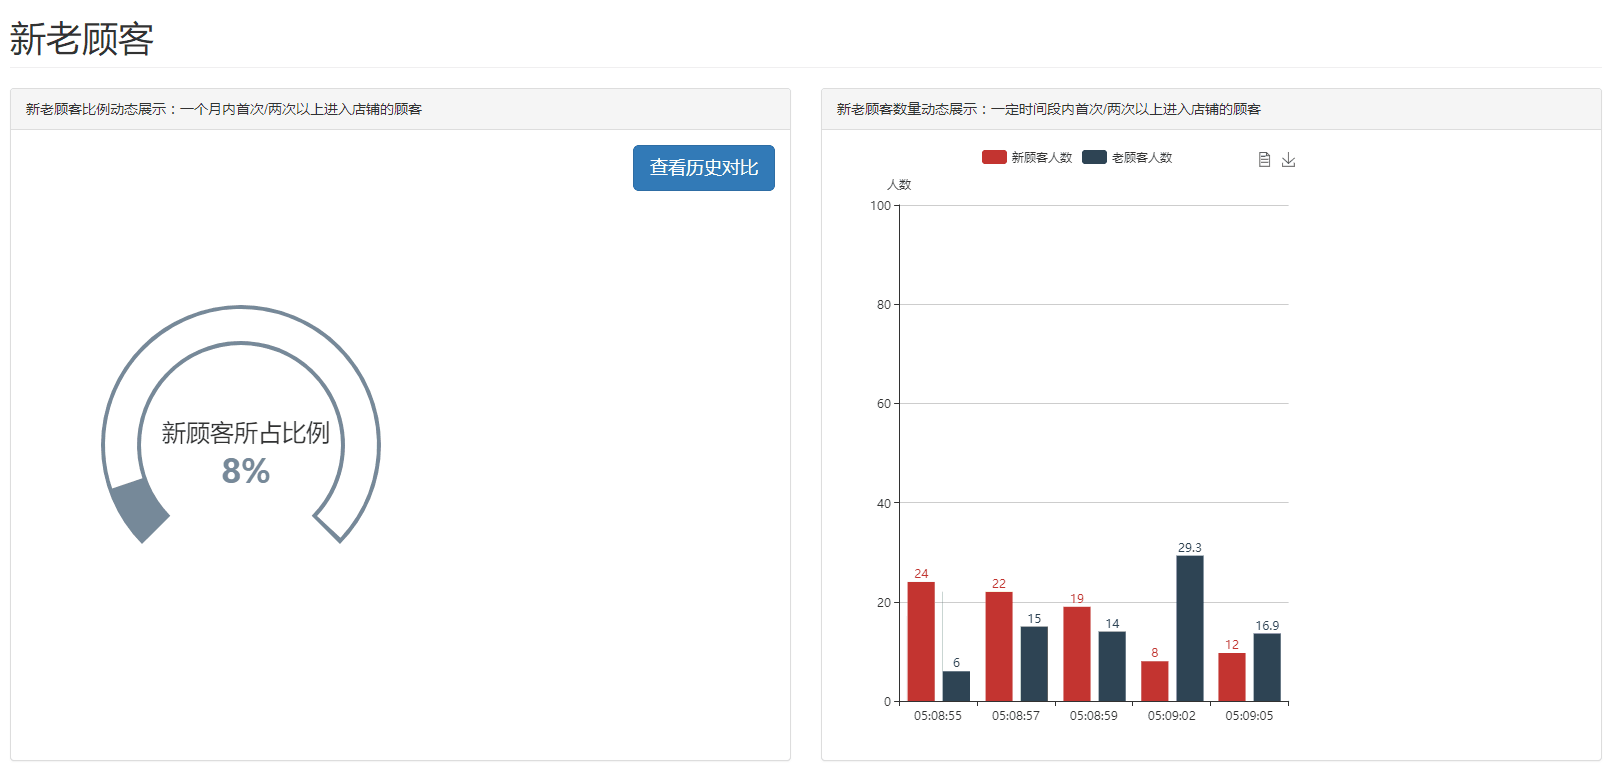 新老顾客
新老顾客比例动态展示：一个月内首次/两次以上进入店铺的顾客
查看历史对比
新顾客所占比例
8%
新老顾客数量动态展示：一定时间段内首次/两次以上进入店铺的顾客
新顾客人数 老顾客人数
人数
100
80
60
40
20
0
24 6 22 15 19 14 8 29.3 12 16.9
05:08:55 05:08:57 05:08:59 05:09:02 05:09:05